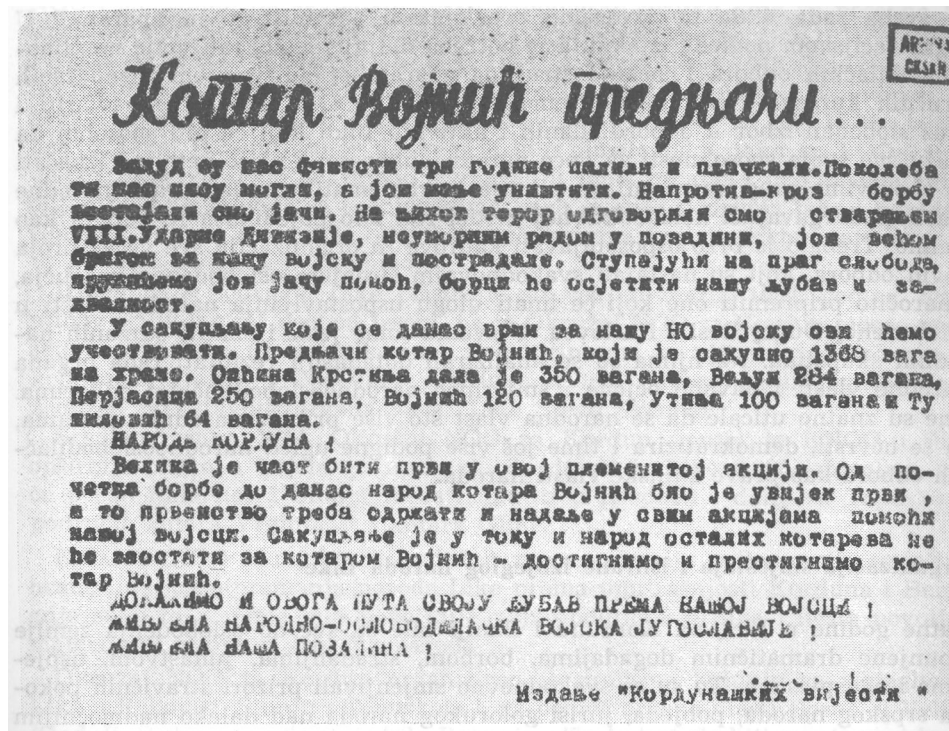 Котар Војнић предњачи...
Залуд су нас фашисти три године палили и пљачкали.Поколеба
ти нас нису могли, а још мање уништити. Напротив-кроз борбу
постајали смо јачи. На њихов терор одговорили смо стварањем
VIII.Ударне Дивизије, неуморним радом у позадини, још већом
бригом за нашу војску и пострадале. Ступајући на праг слобода,
пружићемо још јачу помоћ, борци ће осјетити нашу љубав и за-
хвалност.
У сакупљању које се данас врши за нашу НО војску сви ћемо
учествовати. Предњачи котар Војнић, који је сакупио 1368 вага
на хране. Опћина Крстиња дала је 350 вагана, Вељун 284 вагана,
Перјасица 250 вагана, Војнић 120 вагана, Утиња 100 вагана и Ту
шиловић 64 вагана.
НАРОДЕ КОРДУНА !
Велика је част бити први у овој племенитој акцији. Од по-
четка борбе до данас народ котара Војнић био је увијек први ,
а то првенство треба одржати и надаље у свим акцијама помоћи
нашој војсци. Сакупљање је у току и народ осталих котарева не
ће заостати за котаром Војнић - достигнимо и престигнимо ко-
тар Војнић.
ДОКАЖИМО И ОВОГА ПУТА СВОЈУ ЉУБАВ ПРЕМА НАШОЈ ВОЈСЦИ !
ЖИВЈЕЛА НАРОДНО-ОСЛОБОДИЛАЧКА ВОЈСКА ЈУГОСЛАВИЈЕ !
ЖИВЈЕЛА НАША ПОЗАДИНА !
Издање "Кордунашких вијести "